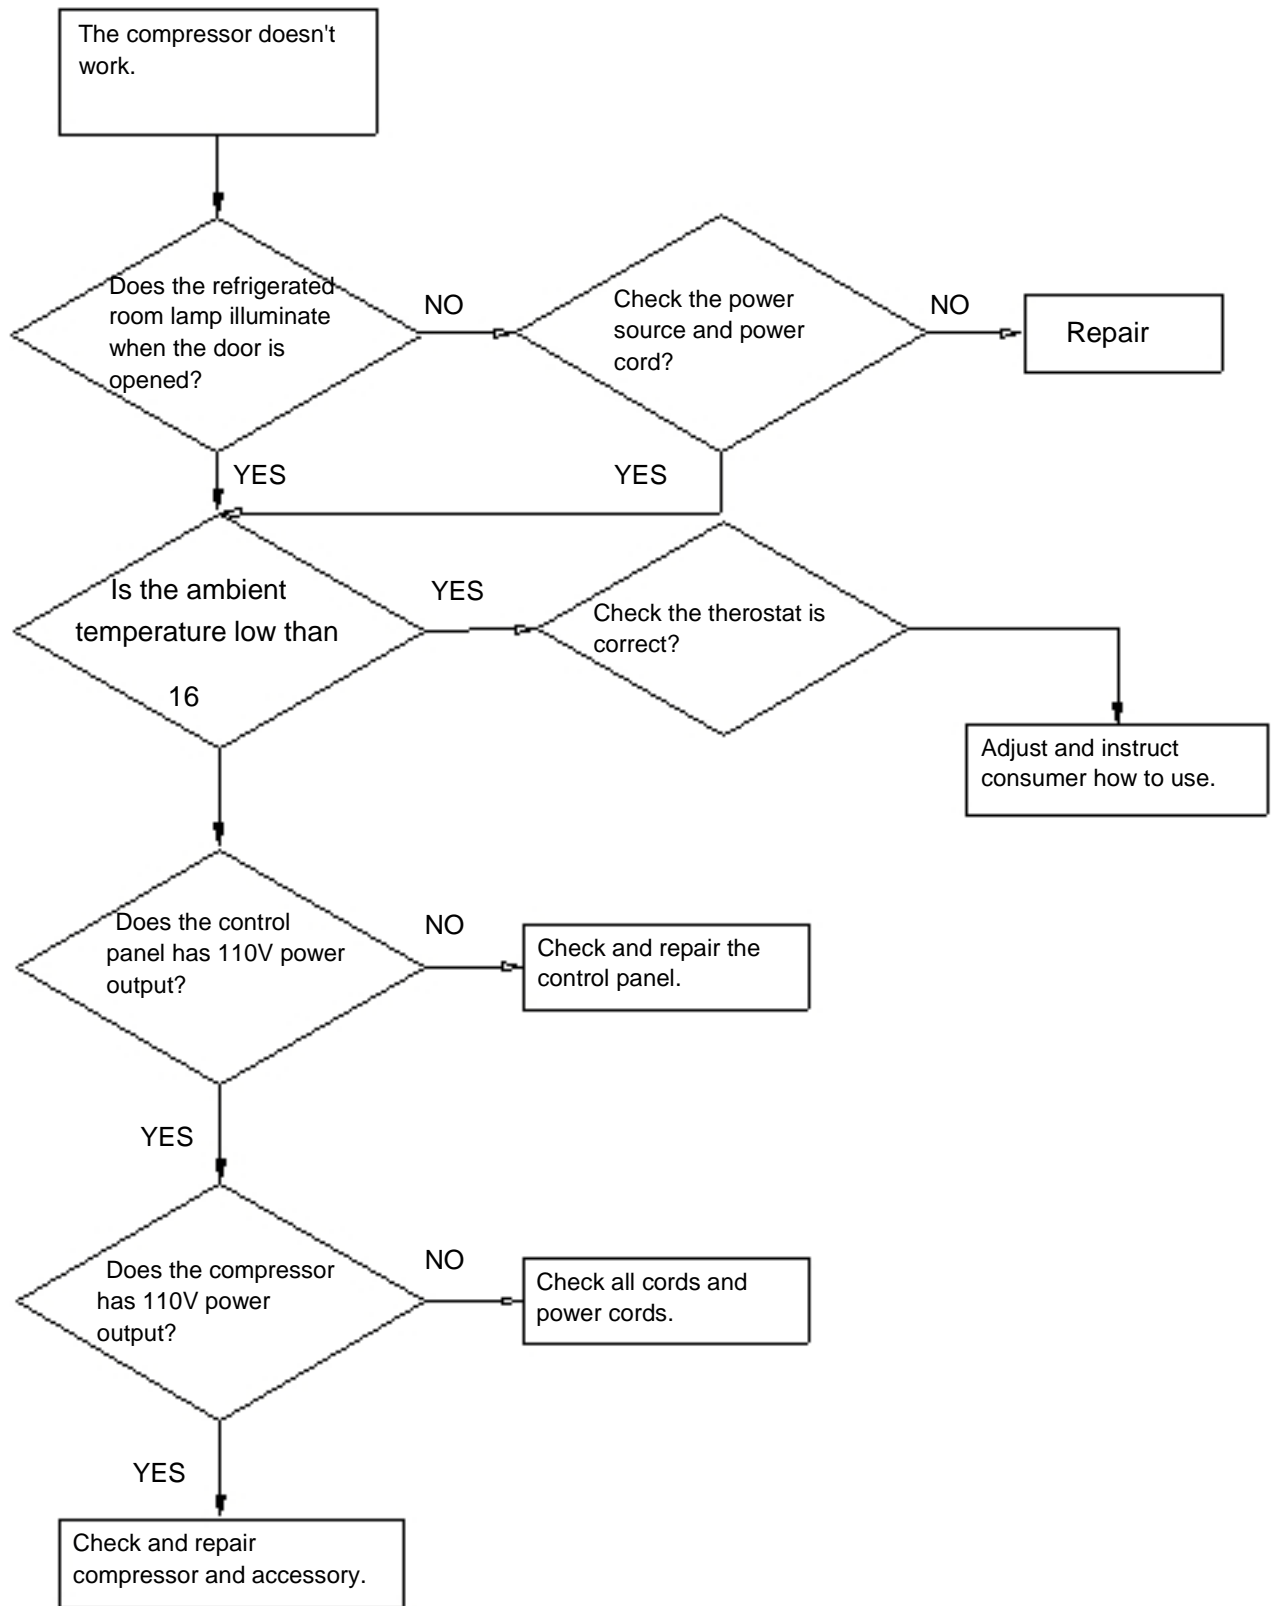 The compressor doesn't
work.
Does the refrigerated
room lamp illuminate
when the door is
opened?
NO
Check the power
source and power
cord?
NO
Repair
YES
YES
Is the ambient
temperature low than
16
YES
Check the therostat is
correct?
Adjust and instruct
consumer how to use.
Does the control
panel has 110V power
output?
NO
Check and repair the
control panel.
YES
Does the compressor
has 110V power
output?
NO
Check all cords and
power cords.
YES
Check and repair
compressor and accessory.